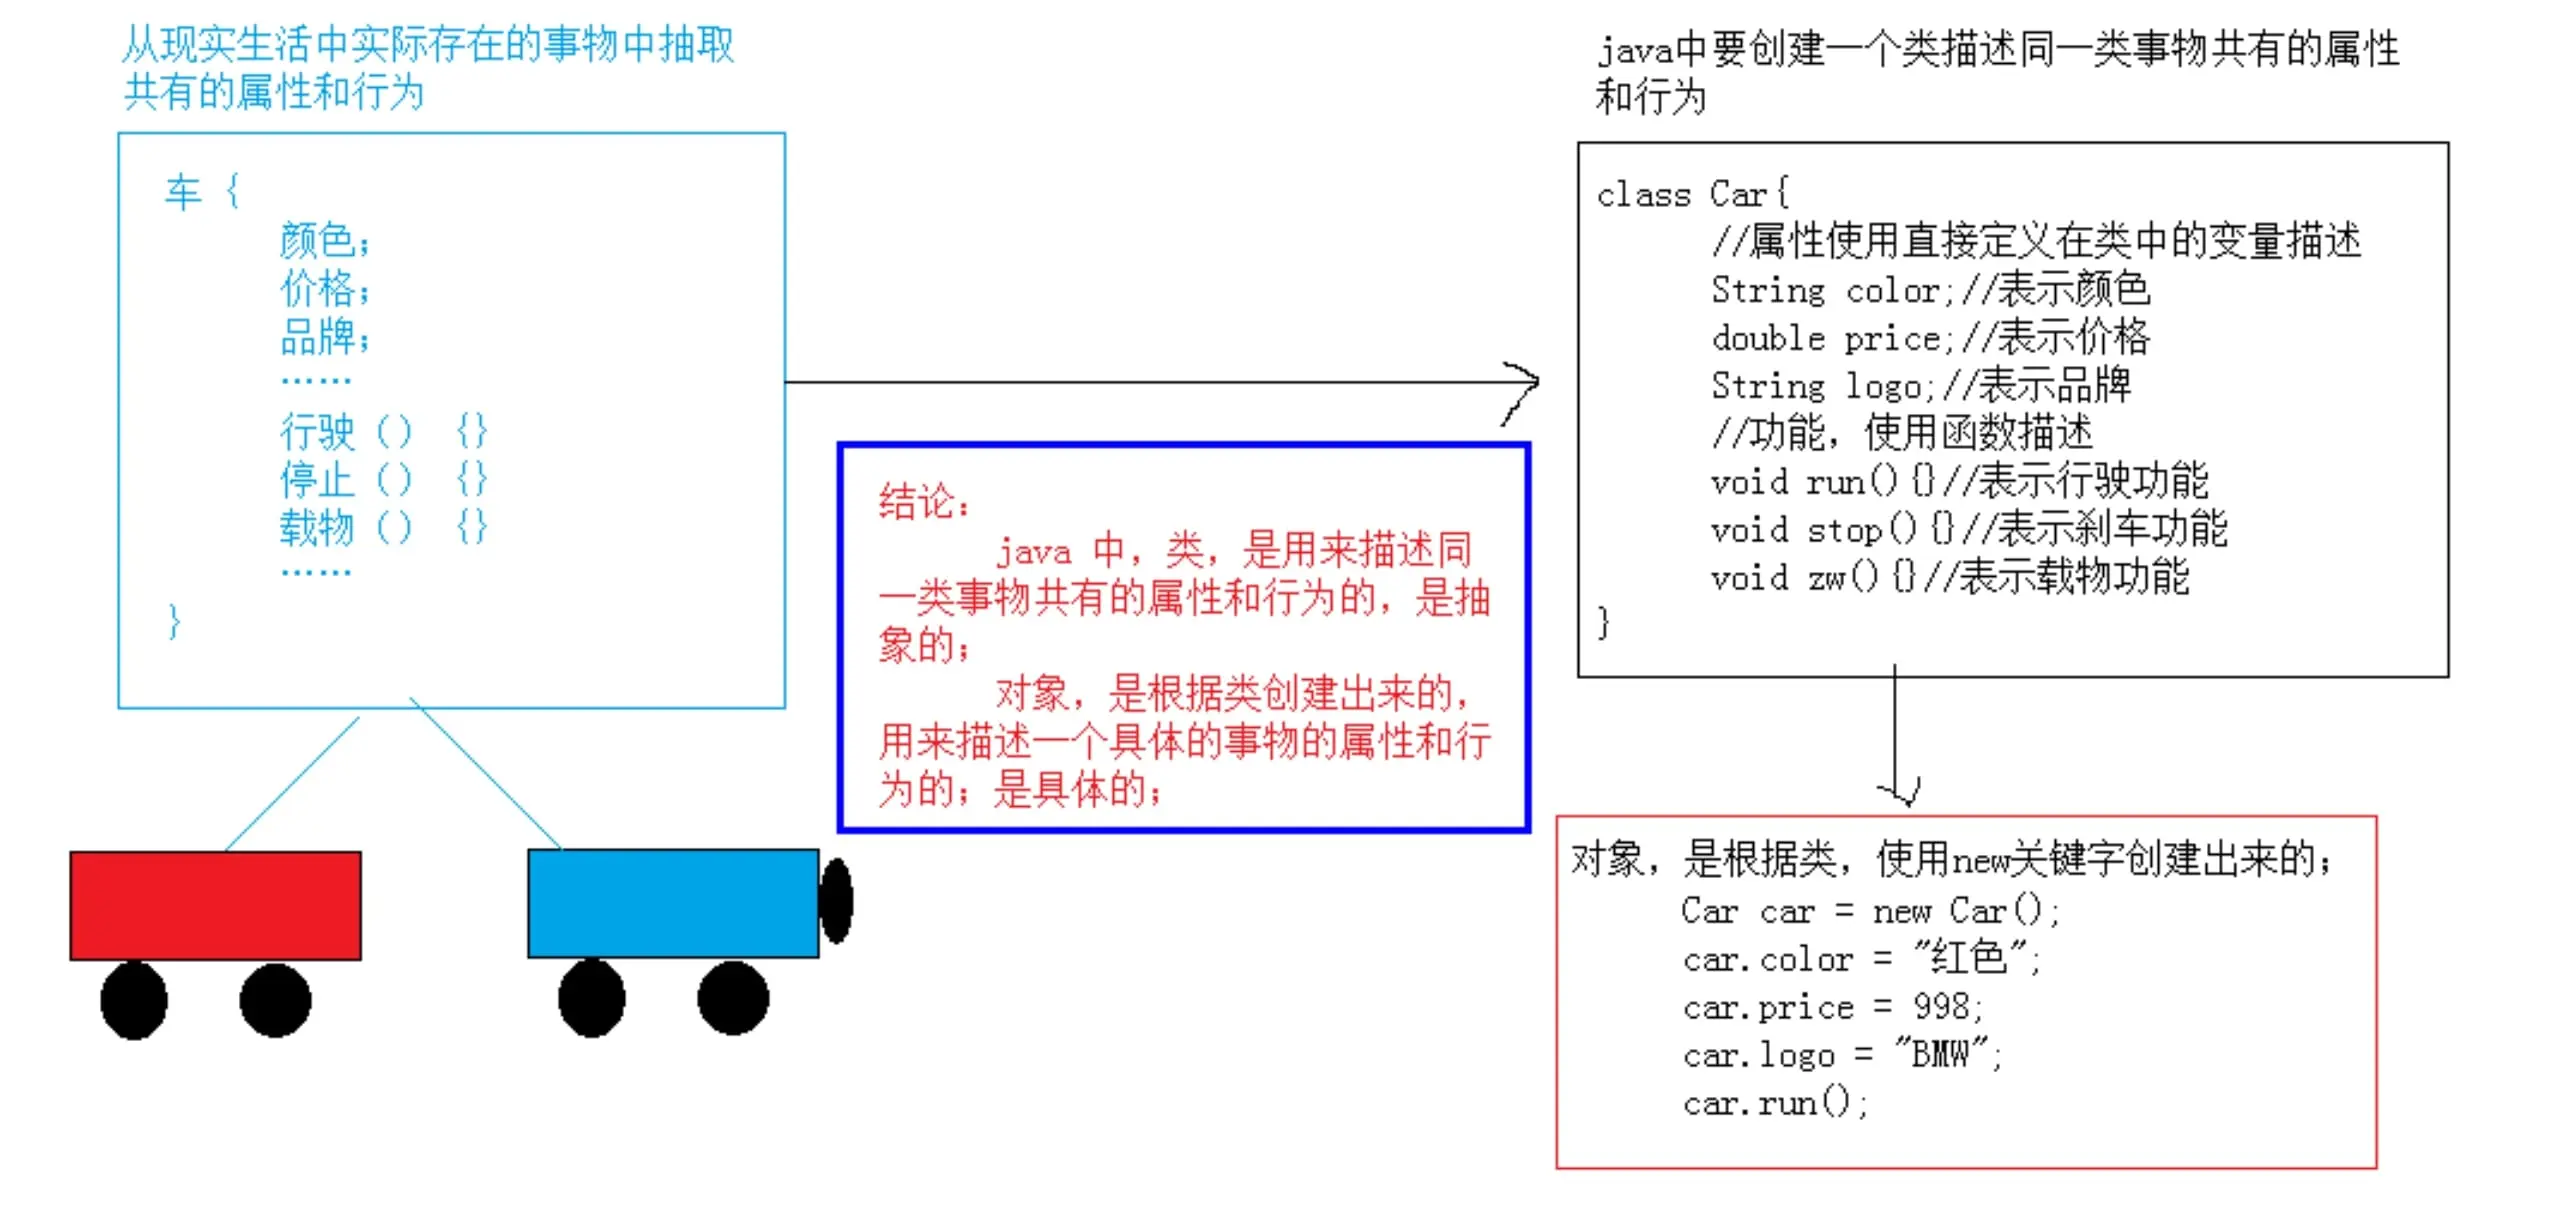 从现实生活中实际存在的事物中抽取
共有的属性和行为
车 {
颜色；
价格；
品牌；
……
行驶（） {}
停止（） {}
载物（） {}
……
}
结论：
java 中，类，是用来描述同
一类事物共有的属性和行为的，是抽
象的；
对象，是根据类创建出来的，
用来描述一个具体的事物的属性和行
为的；是具体的；
java中要创建一个类描述同一类事物共有的属性
和行为
class Car{
//属性使用直接定义在类中的变量描述
String color;//表示颜色
double price;//表示价格
String logo;//表示品牌
//功能，使用函数描述
void run(){}//表示行驶功能
void stop(){}//表示刹车功能
void zw(){}//表示载物功能
}
对象，是根据类，使用new关键字创建出来的；
Car car = new Car();
car.color = "红色";
car.price = 998;
car.logo = "BMW";
car.run();